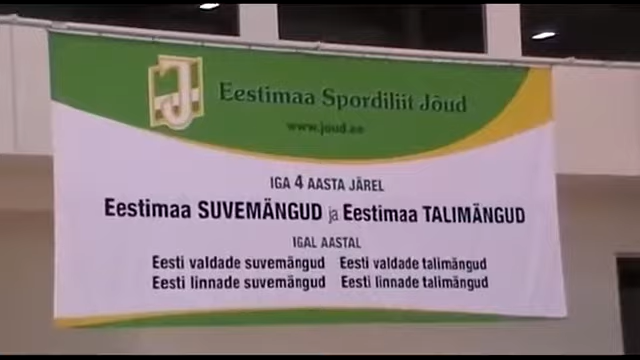 J
Eestimaa Spordiliit Jõud
www.joud.ee
IGA 4 AASTA JÄREL
Eestimaa SUVEMÄNGUD ja Eestimaa TALIMÄNGUD
IGAL AASTAL
Eesti valdade suvemängud Eesti valdade talimängud
Eesti linnade suvemängud Eesti linnade talimängud